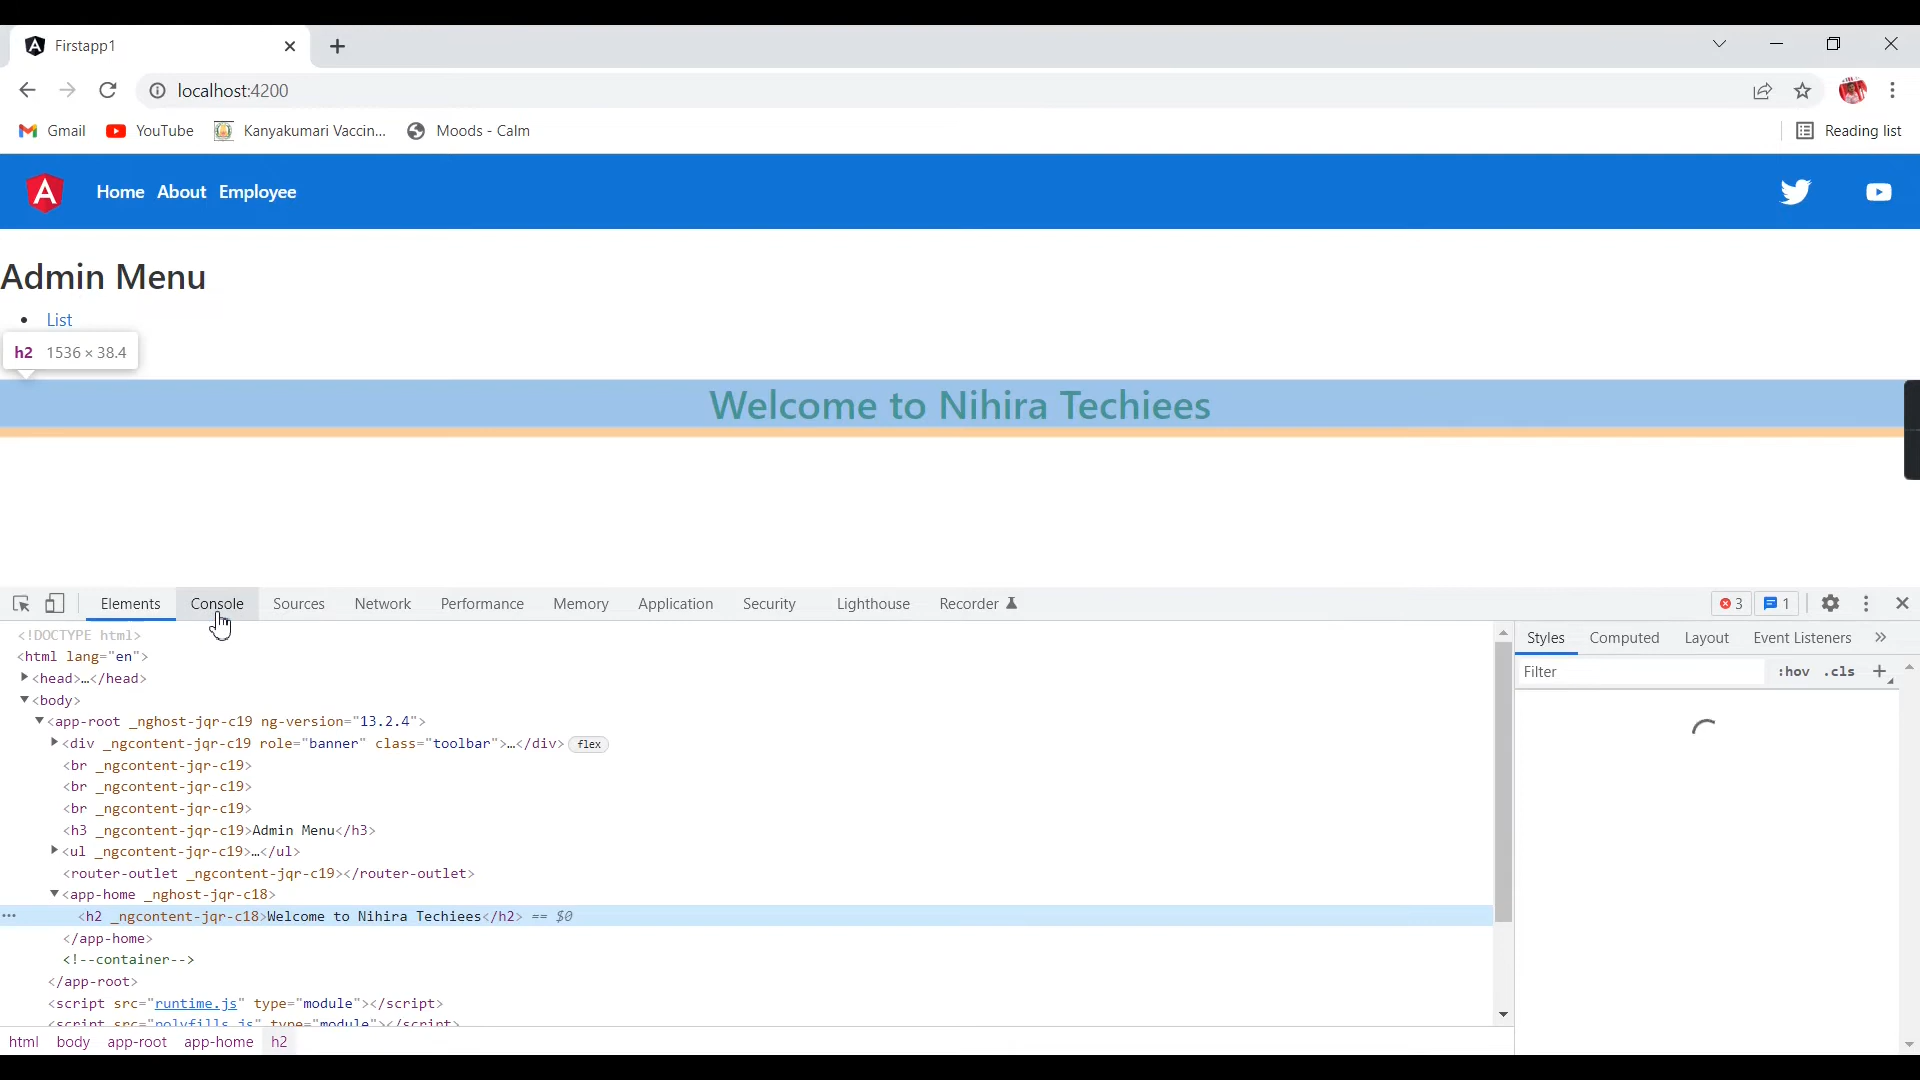 Firstapp1
localhost:4200
Gmail YouTube Kanyakumari Vaccin... Moods - Calm Reading list
Home About Employee
Admin Menu
List
h2 1536 × 38.4
Welcome to Nihira Techiees
Elements Console Sources Network Performance Memory Application Security Lighthouse Recorder 3 1
<!DOCTYPE html>
<html lang="en">
<head>…</head>
<body>
<app-root _nghost-jqr-c19 ng-version="13.2.4">
<div _ngcontent-jqr-c19 role="banner" class="toolbar">…</div> flex
<br _ngcontent-jqr-c19>
<br _ngcontent-jqr-c19>
<br _ngcontent-jqr-c19>
<h3 _ngcontent-jqr-c19>Admin Menu</h3>
<ul _ngcontent-jqr-c19>…</ul>
<router-outlet _ngcontent-jqr-c19></router-outlet>
<app-home _nghost-jqr-c18>
<h2 _ngcontent-jqr-c18>Welcome to Nihira Techiees</h2> == $0
</app-home>
<!--container-->
</app-root>
<script src="runtime.js" type="module"></script>
<script src="polyfills.js" type="module"></script>
html body app-root app-home h2
Styles Computed Layout Event Listeners
Filter :hov .cls